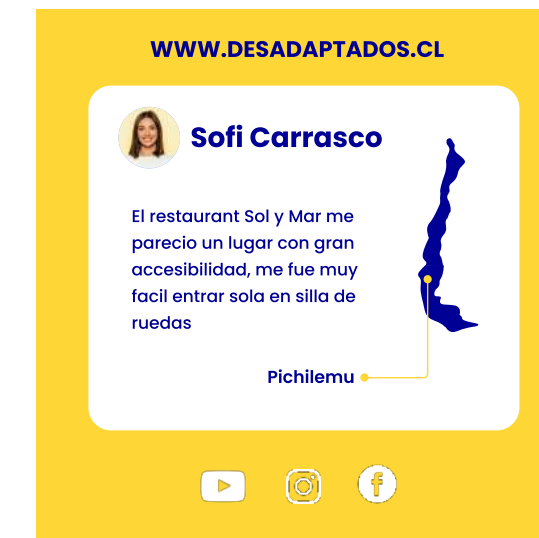 WWW.DESADAPTADOS.CL
Sofi Carrasco
El restaurant Sol y Mar me
parecio un lugar con gran
accesibilidad, me fue muy
facil entrar sola en silla de
ruedas
Pichilemu